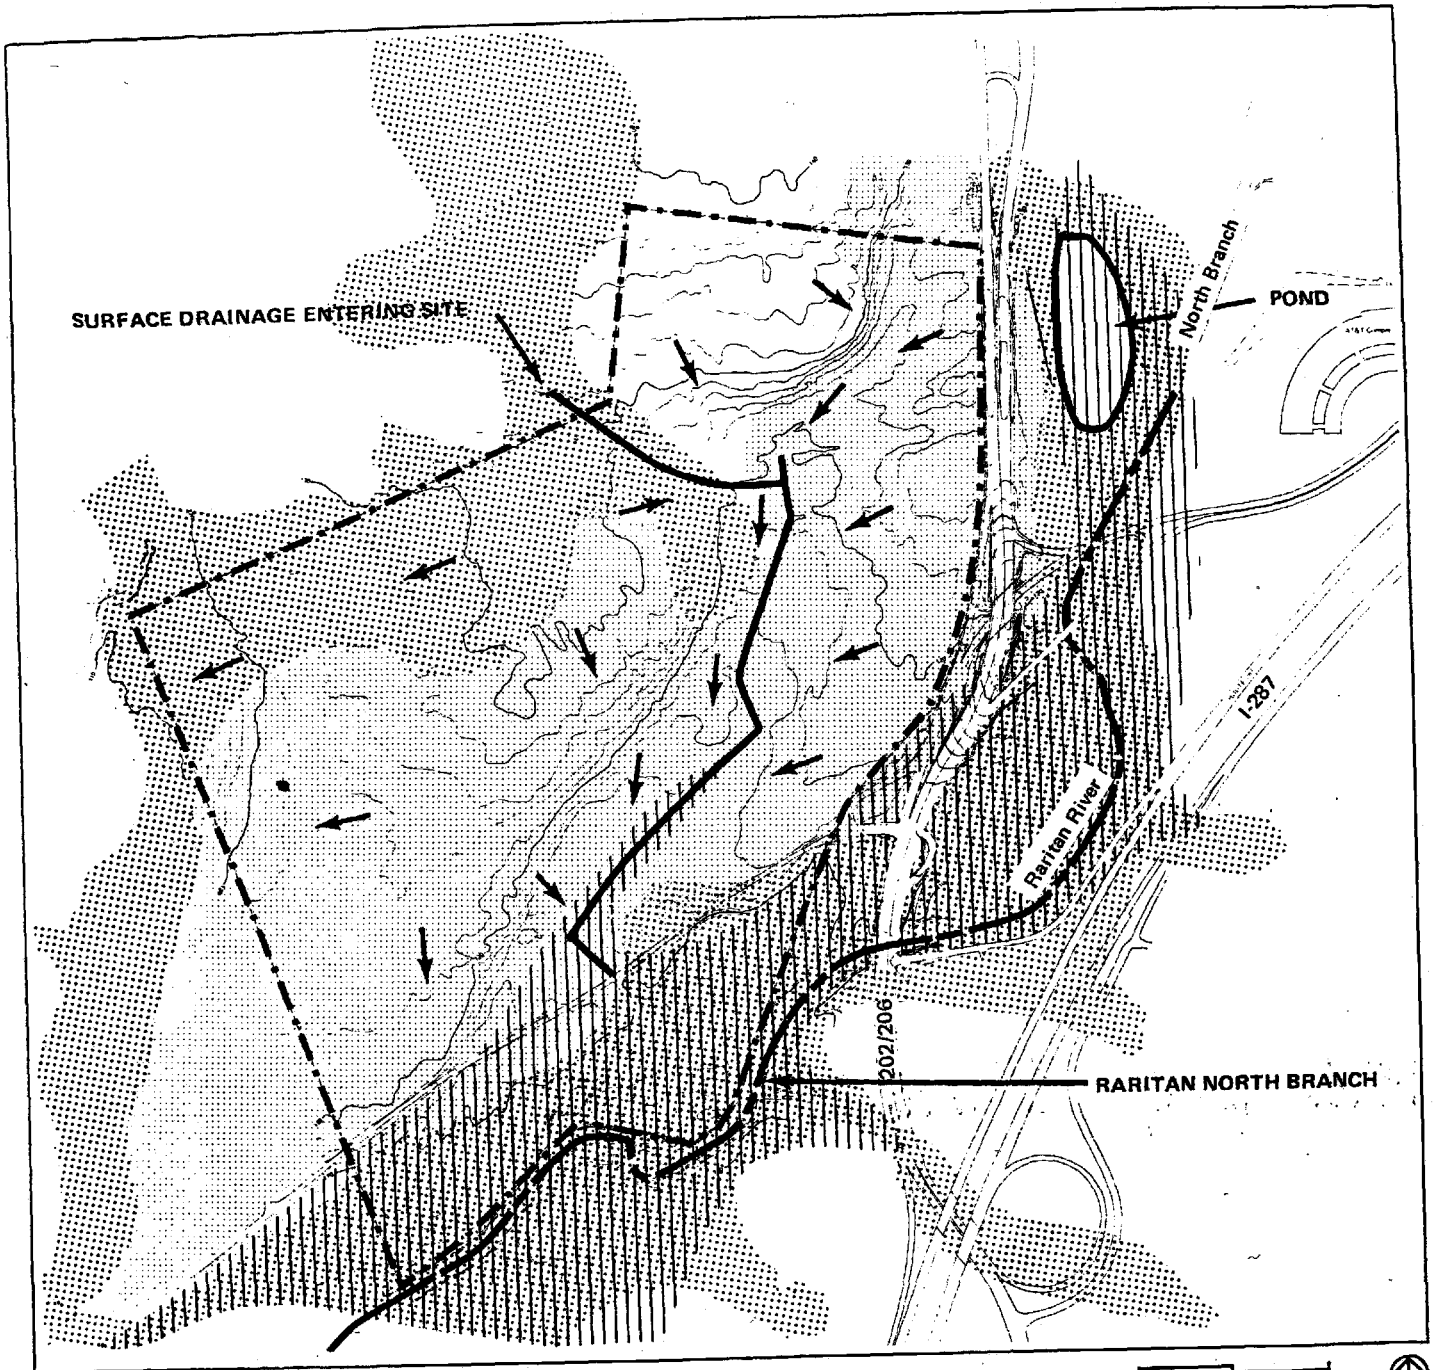 SURFACE DRAINAGE ENTERING SITE
North Branch
POND
I-287
Raritan River
202/206
RARITAN NORTH BRANCH